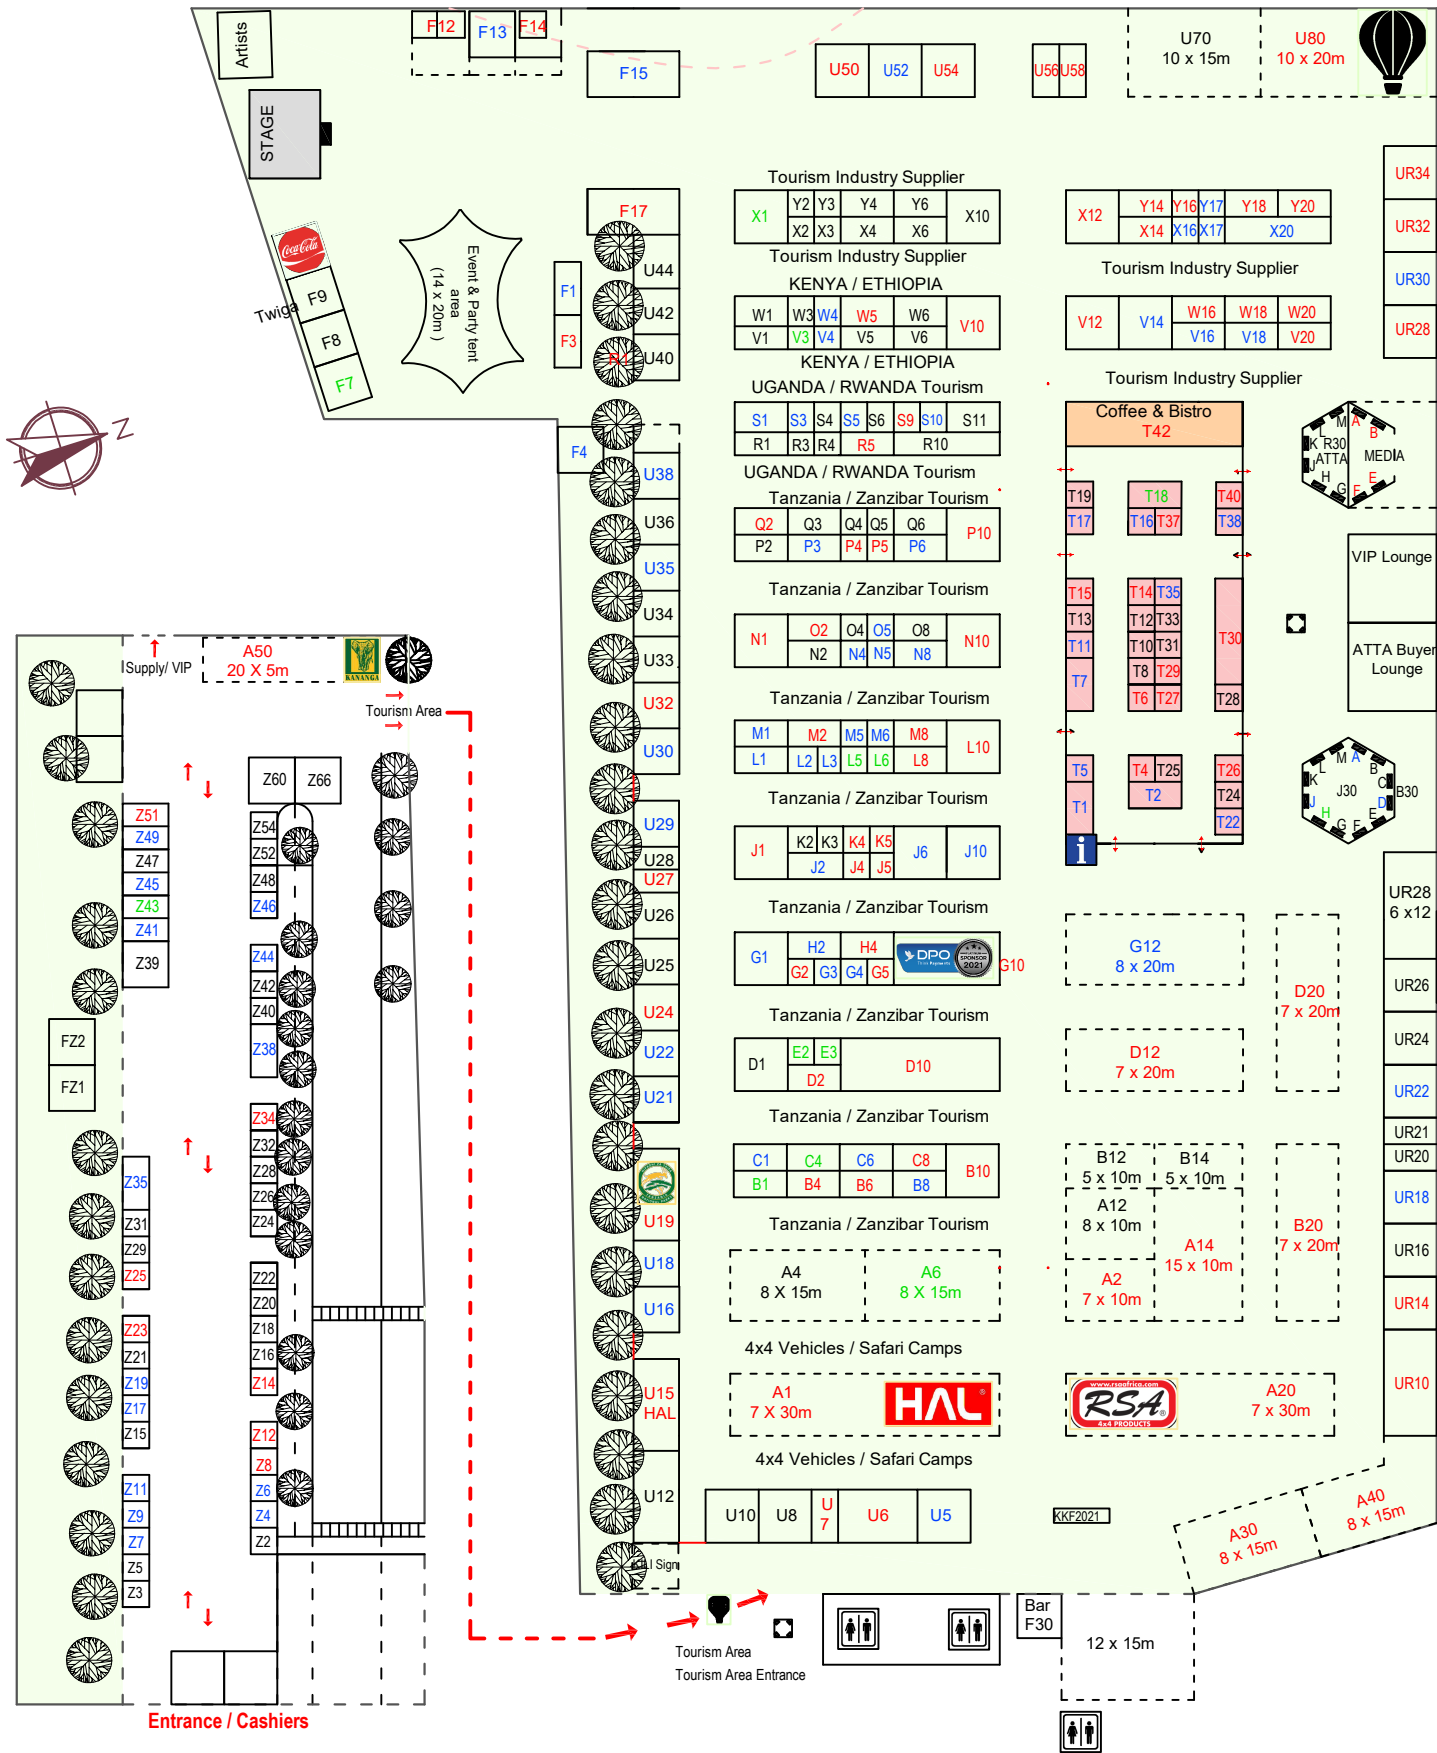 Artists
F12
F13
F14
F15
U50
U52
U54
U56
U58
U70
10 x 15m
U80
10 x 20m
STAGE
Coca-Cola
Twiga
F9
F8
F7
Event & Party tent
area
(14 x 20m )
F1
F3
F4
F17
R1
U44
U42
U40
U38
U36
U35
U34
U33
U32
U30
U29
U28
U27
U26
U25
U24
U22
U21
U19
U18
U16
U15
HAL
U12
KILI Sign
Z
Tourism Industry Supplier
X1
Y2
Y3
Y4
Y6
X2
X3
X4
X6
X10
X12
Y14
Y16
Y17
Y18
Y20
X14
X16
X17
X20
Tourism Industry Supplier
Tourism Industry Supplier
KENYA / ETHIOPIA
W1
W3
W4
W5
W6
V1
V3
V4
V5
V6
V10
V12
V14
W16
W18
W20
V16
V18
V20
KENYA / ETHIOPIA
Tourism Industry Supplier
UGANDA / RWANDA Tourism
S1
S3
S4
S5
S6
S9
S10
S11
R1
R3
R4
R5
R10
UGANDA / RWANDA Tourism
Tanzania / Zanzibar Tourism
Q2
Q3
Q4
Q5
Q6
P2
P3
P4
P5
P6
P10
Tanzania / Zanzibar Tourism
N1
O2
O4
O5
O8
N2
N4
N5
N8
N10
Tanzania / Zanzibar Tourism
M1
M2
M5
M6
M8
L1
L2
L3
L5
L6
L8
L10
Tanzania / Zanzibar Tourism
J1
K2
K3
K4
K5
J2
J4
J5
J6
J10
Tanzania / Zanzibar Tourism
G1
H2
H4
G2
G3
G4
G5
DPO
SPONSOR
2021
G10
Tanzania / Zanzibar Tourism
D1
E2
E3
D2
D10
Tanzania / Zanzibar Tourism
C1
C4
C6
C8
B1
B4
B6
B8
B10
Tanzania / Zanzibar Tourism
A4
8 X 15m
A6
8 X 15m
4x4 Vehicles / Safari Camps
A1
7 X 30m
HAL
4x4 Vehicles / Safari Camps
U10
U8
U
7
U6
U5
Coffee & Bistro
T42
T19
T17
T18
T16
T37
T40
T38
T15
T13
T11
T7
T14
T35
T12
T33
T10
T31
T8
T29
T6
T27
T30
T28
T5
T1
T4
T25
T2
T26
T24
T22
i
G12
8 x 20m
D12
7 x 20m
D20
7 x 20m
B12
5 x 10m
B14
5 x 10m
A12
8 x 10m
A14
15 x 10m
A2
7 x 10m
B20
7 x 20m
www.rsaafrica.com
RSA
4x4 PRODUCTS
A20
7 x 30m
KKF2021
A30
8 x 15m
A40
8 x 15m
UR34
UR32
UR30
UR28
M
L
K
J
H
G
R30
ATTA
A
B
MEDIA
E
F
VIP Lounge
ATTA Buyer
Lounge
M
A
L
B
K
C
J30
B30
J
D
H
E
G
F
UR28
6 x12
UR26
UR24
UR22
UR21
UR20
UR18
UR16
UR14
UR10
Supply/ VIP
A50
20 X 5m
KANANGA
Tourism Area
Z60
Z66
Z51
Z49
Z47
Z45
Z43
Z41
Z39
Z54
Z52
Z48
Z46
Z44
Z42
Z40
Z38
FZ2
FZ1
Z34
Z32
Z28
Z26
Z24
Z35
Z31
Z29
Z25
Z22
Z20
Z18
Z16
Z14
Z23
Z21
Z19
Z17
Z15
Z12
Z8
Z6
Z4
Z2
Z11
Z9
Z7
Z5
Z3
Entrance / Cashiers
Tourism Area
Tourism Area Entrance
Bar
F30
12 x 15m